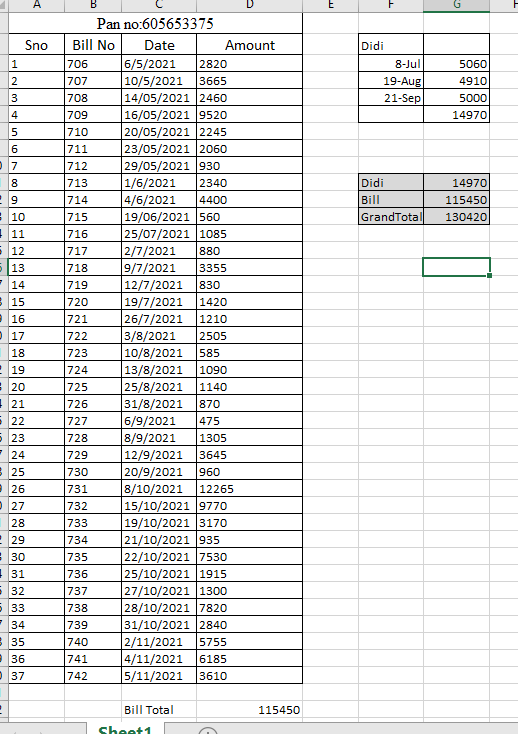 A B C D E F G
Pan no:605653375
Sno Bill No Date Amount Didi
1 706 6/5/2021 2820 8-Jul 5060
2 707 10/5/2021 3665 19-Aug 4910
3 708 14/05/2021 2460 21-Sep 5000
4 709 16/05/2021 9520 14970
5 710 20/05/2021 2245
6 711 23/05/2021 2060
7 712 29/05/2021 930
8 713 1/6/2021 2340 Didi 14970
9 714 4/6/2021 4400 Bill 115450
10 715 19/06/2021 560 GrandTotal 130420
11 716 25/07/2021 1085
12 717 2/7/2021 880
13 718 9/7/2021 3355
14 719 12/7/2021 830
15 720 19/7/2021 1420
16 721 26/7/2021 1210
17 722 3/8/2021 2505
18 723 10/8/2021 585
19 724 13/8/2021 1090
20 725 25/8/2021 1140
21 726 31/8/2021 870
22 727 6/9/2021 475
23 728 8/9/2021 1305
24 729 12/9/2021 3645
25 730 20/9/2021 960
26 731 8/10/2021 12265
27 732 15/10/2021 9770
28 733 19/10/2021 3170
29 734 21/10/2021 935
30 735 22/10/2021 7530
31 736 25/10/2021 1915
32 737 27/10/2021 1300
33 738 28/10/2021 7820
34 739 31/10/2021 2840
35 740 2/11/2021 5755
36 741 4/11/2021 6185
37 742 5/11/2021 3610
Bill Total 115450
Sheet1